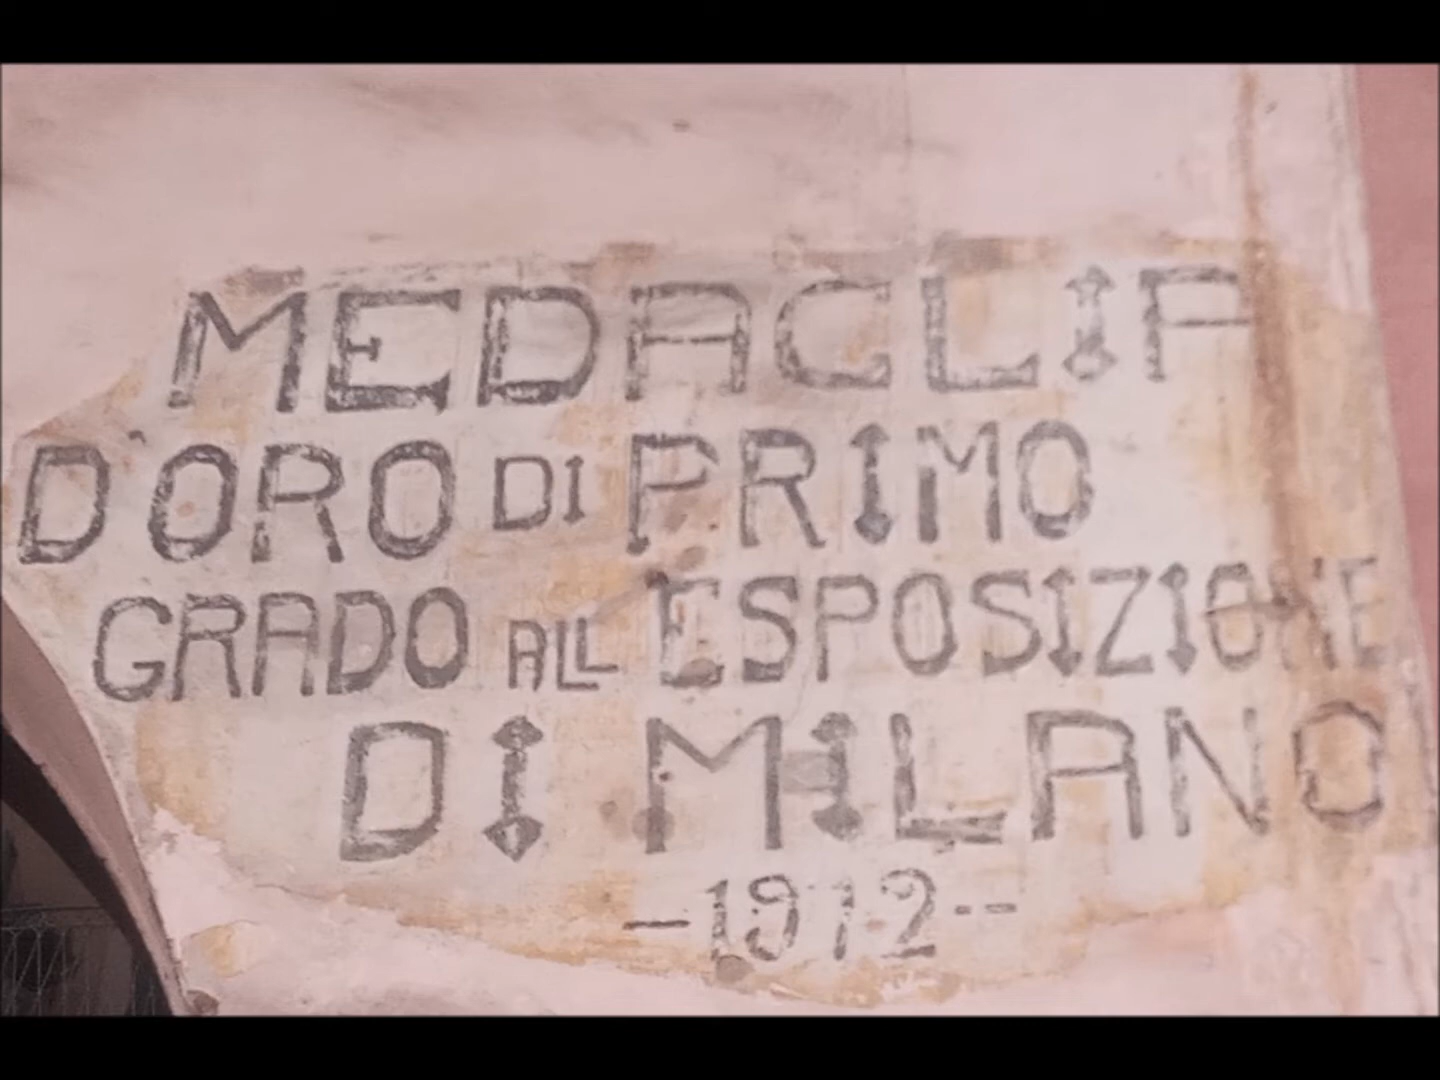 MEDAGLIA
D'ORO DI PRIMO
GRADO ALL ESPOSIZIONE
DI MILANO
-1912--